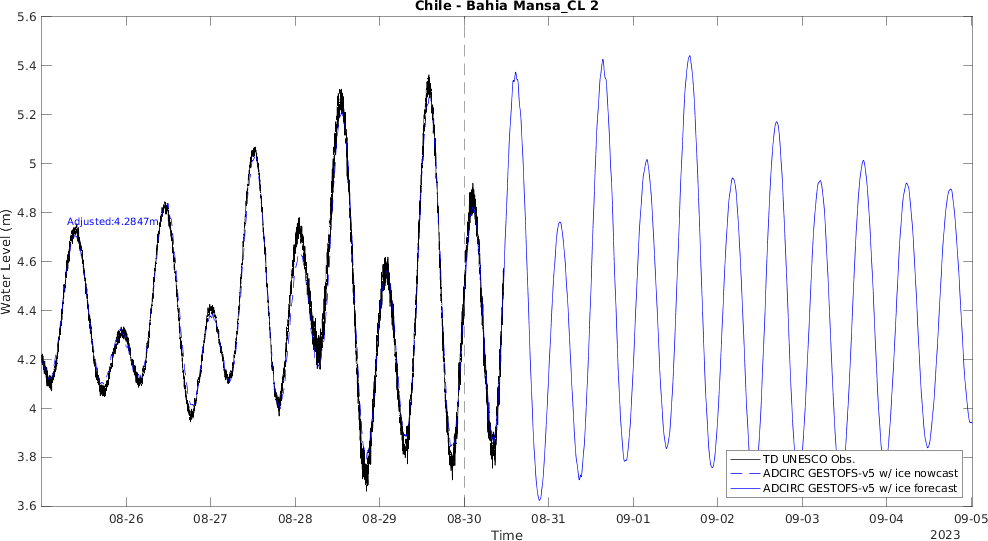 Chile - Bahia Mansa_CL 2
5.6
5.4
5.2
5
4.8
4.6
4.4
4.2
4
3.8
3.6
Water Level (m)
Adjusted:4.2847m
TD UNESCO Obs.
ADCIRC GESTOFS-v5 w/ ice nowcast
ADCIRC GESTOFS-v5 w/ ice forecast
08-26 08-27 08-28 08-29 08-30 08-31 09-01 09-02 09-03 09-04 09-05
Time
2023